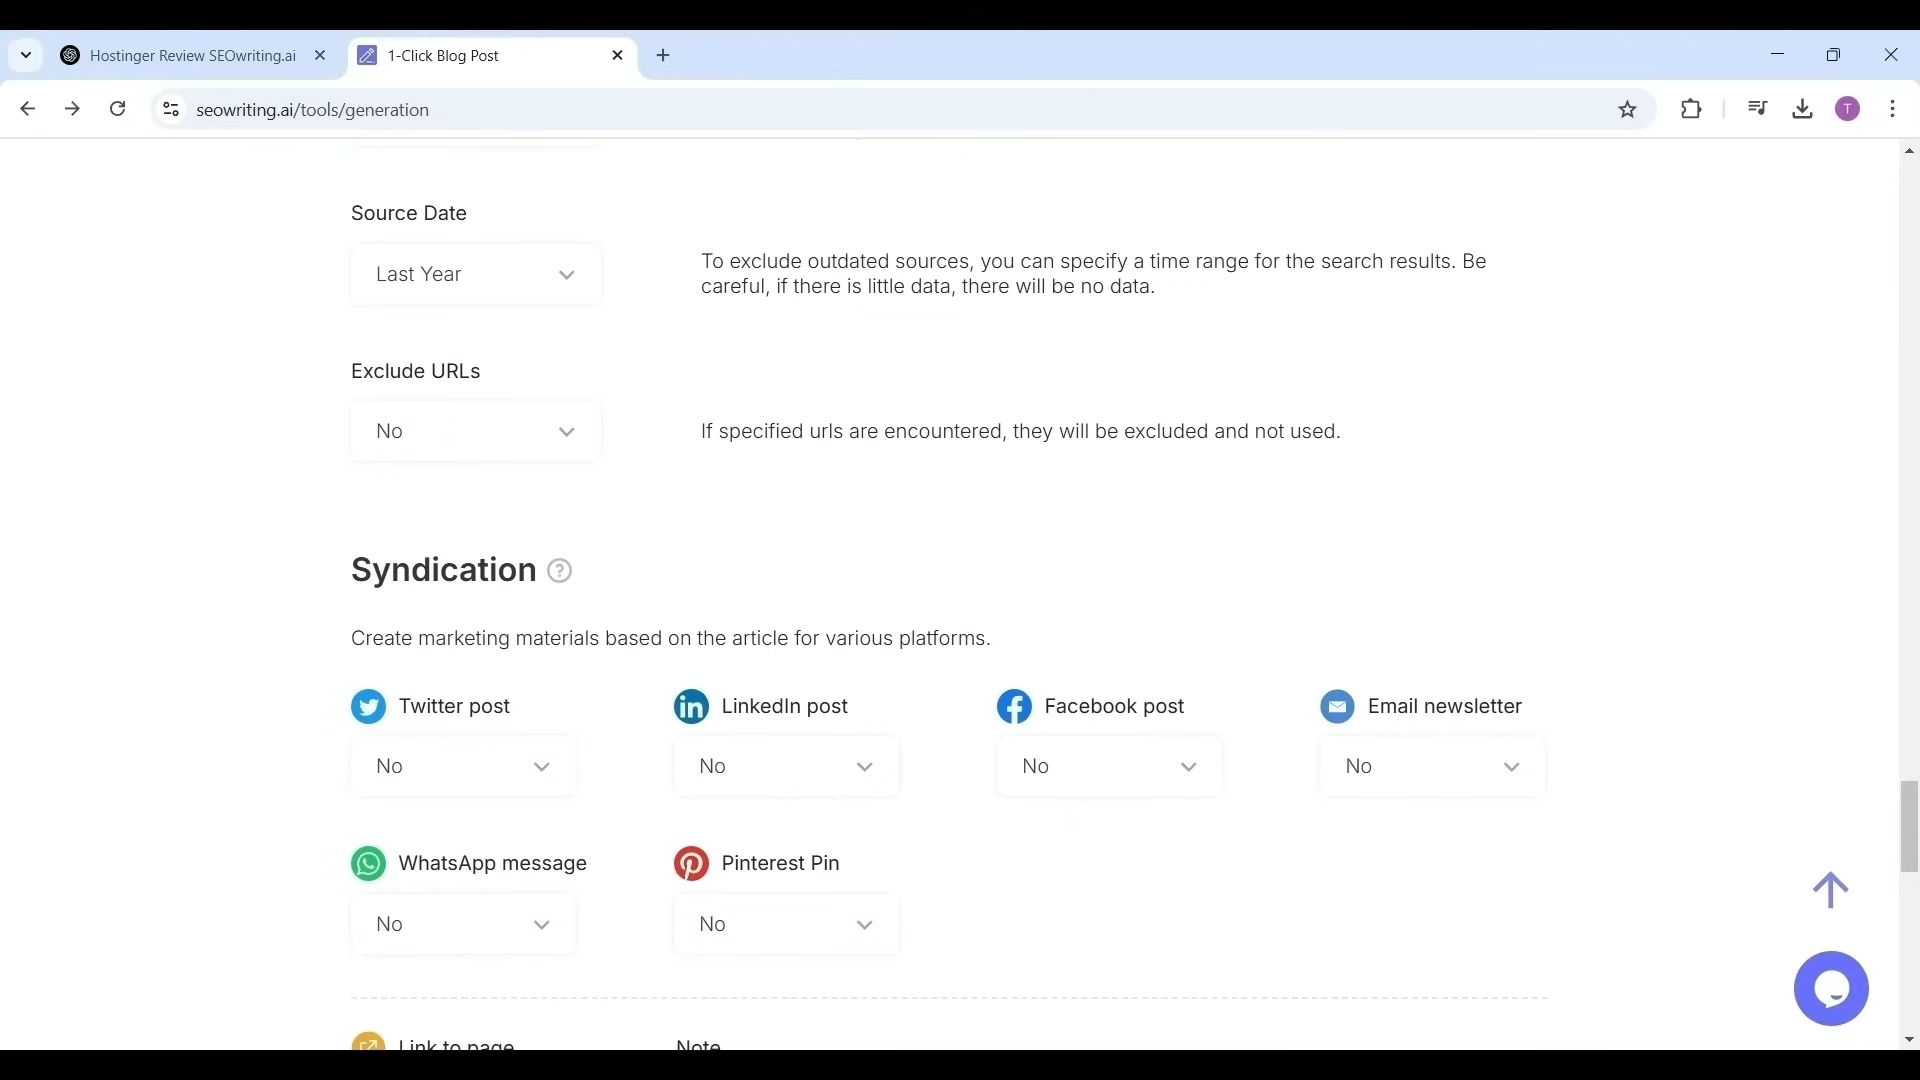 Hostinger Review SEOwriting.ai
1-Click Blog Post
seowriting.ai/tools/generation
T
Source Date
Last Year
To exclude outdated sources, you can specify a time range for the search results. Be
careful, if there is little data, there will be no data.
Exclude URLs
No
If specified urls are encountered, they will be excluded and not used.
Syndication ?
Create marketing materials based on the article for various platforms.
Twitter post
LinkedIn post
Facebook post
Email newsletter
No
No
No
No
WhatsApp message
Pinterest Pin
No
No
Link to page
Note